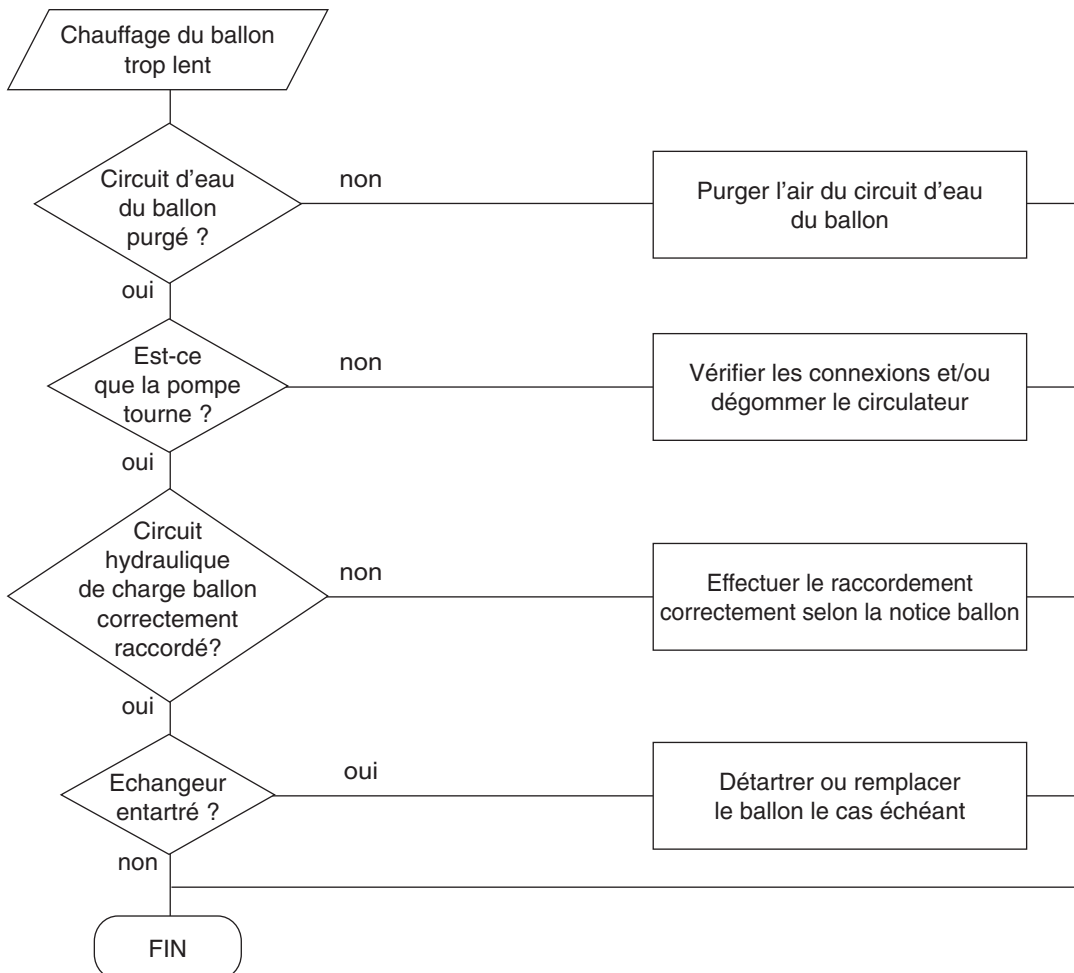 Chauffage du ballon
trop lent
Circuit d'eau
du ballon
purgé ?
non
Purger l'air du circuit d'eau
du ballon
oui
Est-ce
que la pompe
tourne ?
non
Vérifier les connexions et/ou
dégommer le circulateur
oui
Circuit
hydraulique
de charge ballon
correctement
raccordé?
non
Effectuer le raccordement
correctement selon la notice ballon
oui
Echangeur
entartré ?
oui
Détartrer ou remplacer
le ballon le cas échéant
non
FIN